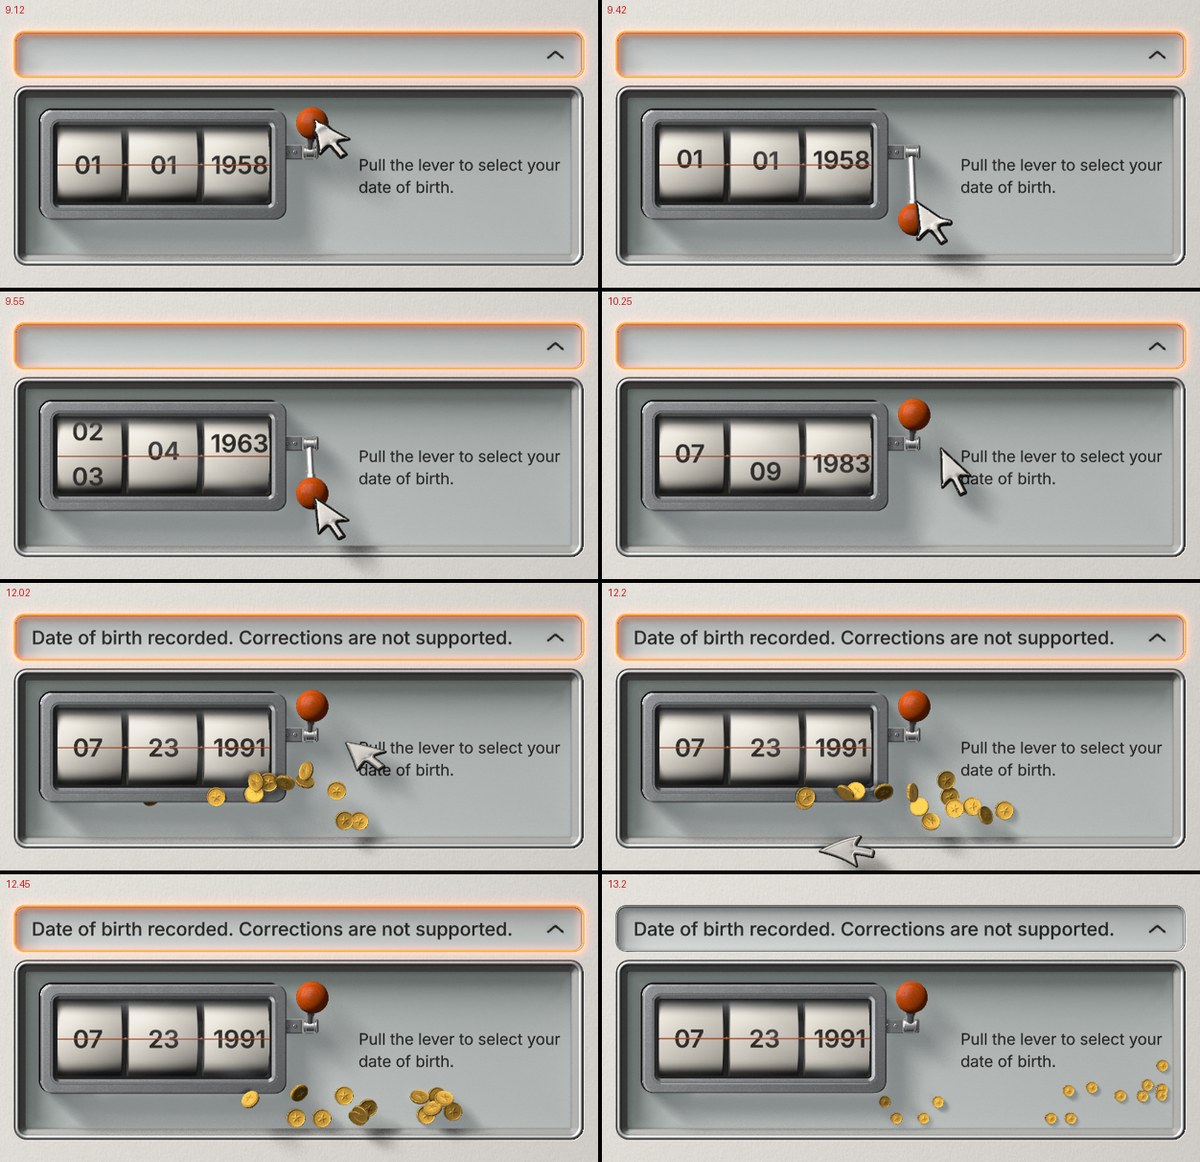 9.12
01 01 1958
Pull the lever to select your
date of birth.
9.42
01 01 1958
Pull the lever to select your
date of birth.
9.55
02
04 1963
03
Pull the lever to select your
date of birth.
10.25
07 09 1983
Pull the lever to select your
date of birth.
12.02
Date of birth recorded. Corrections are not supported.
07 23 1991
Pull the lever to select your
date of birth.
12.2
Date of birth recorded. Corrections are not supported.
07 23 1991
Pull the lever to select your
date of birth.
12.45
Date of birth recorded. Corrections are not supported.
07 23 1991
Pull the lever to select your
date of birth.
13.2
Date of birth recorded. Corrections are not supported.
07 23 1991
Pull the lever to select your
date of birth.